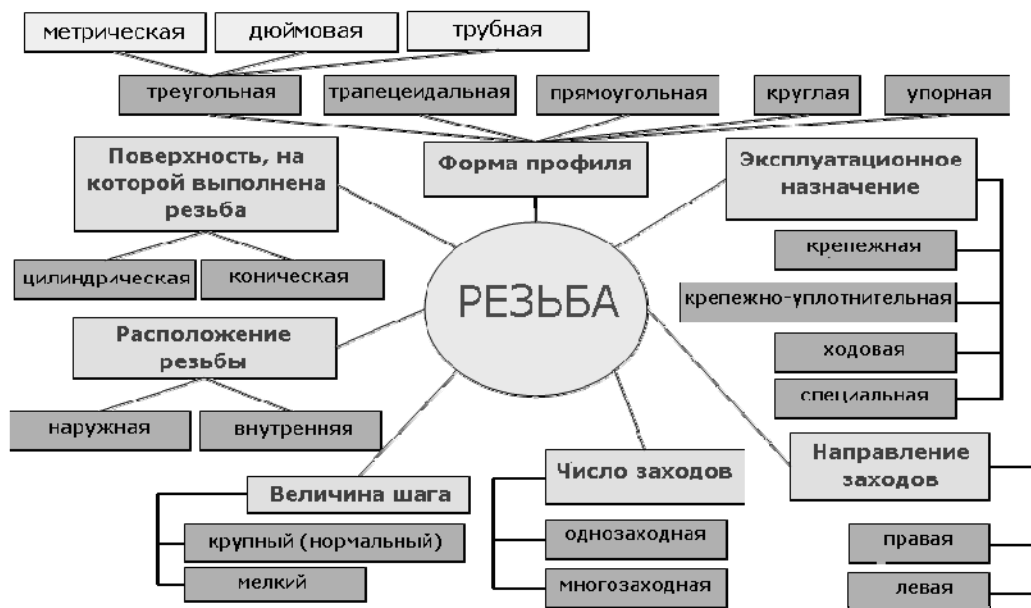 метрическая
дюймовая
трубная
треугольная
трапецеидальная
прямоугольная
круглая
упорная
Поверхность, на
которой выполнена
резьба
Форма профиля
Эксплуатационное
назначение
цилиндрическая
коническая
крепежная
РЕЗЬБА
крепежно-уплотнительная
Расположение
резьбы
ходовая
специальная
наружная
внутренняя
Направление
заходов
Число заходов
Величина шага
крупный (нормальный)
однозаходная
правая
мелкий
многозаходная
левая